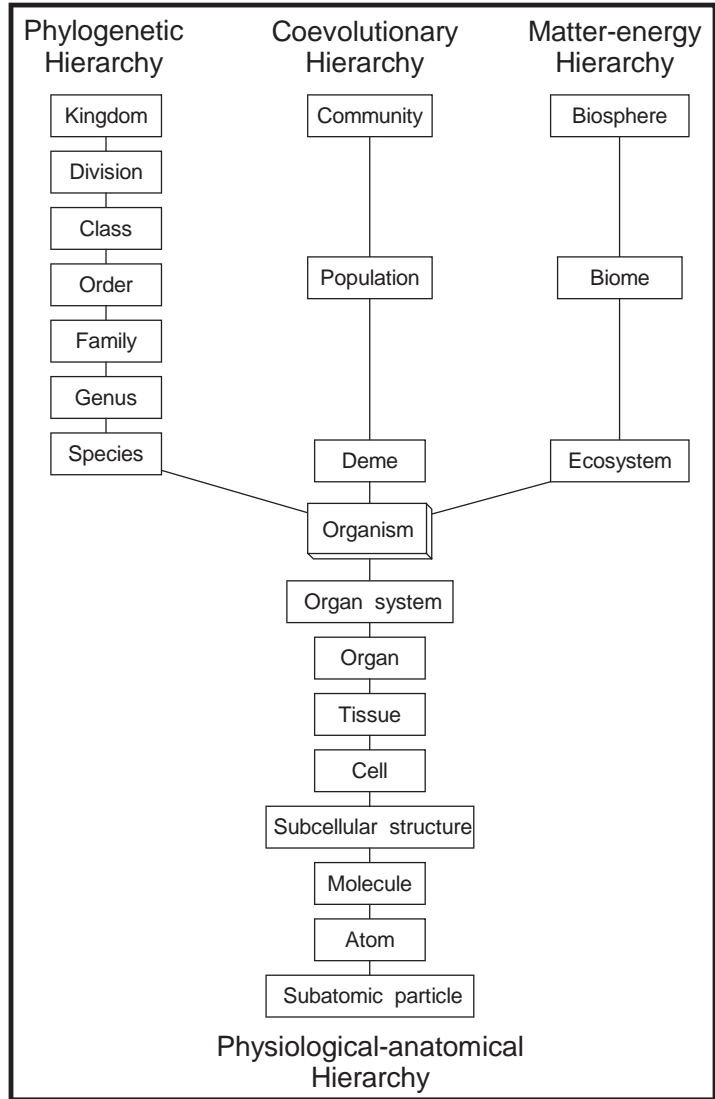 Phylogenetic
Hierarchy
Kingdom
Division
Class
Order
Family
Genus
Species
Coevolutionary
Hierarchy
Community
Population
Deme
Matter-energy
Hierarchy
Biosphere
Biome
Ecosystem
Organism
Organ system
Organ
Tissue
Cell
Subcellular structure
Molecule
Atom
Subatomic particle
Physiological-anatomical
Hierarchy